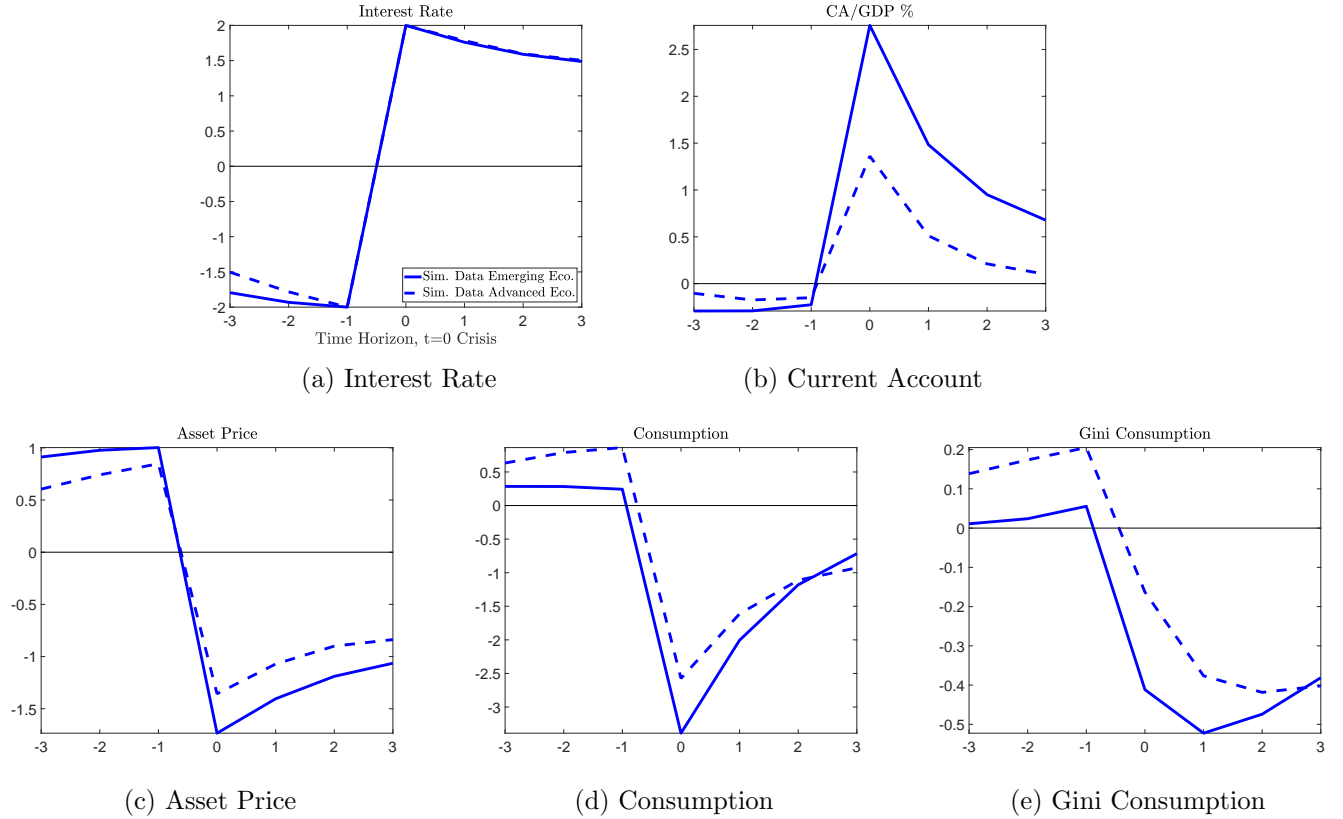 Interest Rate
2
1.5
1
0.5
0
-0.5
-1
-1.5
-2
-3 -2 -1 0 1 2 3
Time Horizon, t=0 Crisis
Sim. Data Emerging Eco.
Sim. Data Advanced Eco.
(a) Interest Rate
CA/GDP %
2.5
2
1.5
1
0.5
0
-3 -2 -1 0 1 2 3
(b) Current Account
Asset Price
1
0.5
0
-0.5
-1
-1.5
-3 -2 -1 0 1 2 3
(c) Asset Price
Consumption
0.5
0
-0.5
-1
-1.5
-2
-2.5
-3
-3 -2 -1 0 1 2 3
(d) Consumption
Gini Consumption
0.2
0.1
0
-0.1
-0.2
-0.3
-0.4
-0.5
-3 -2 -1 0 1 2 3
(e) Gini Consumption